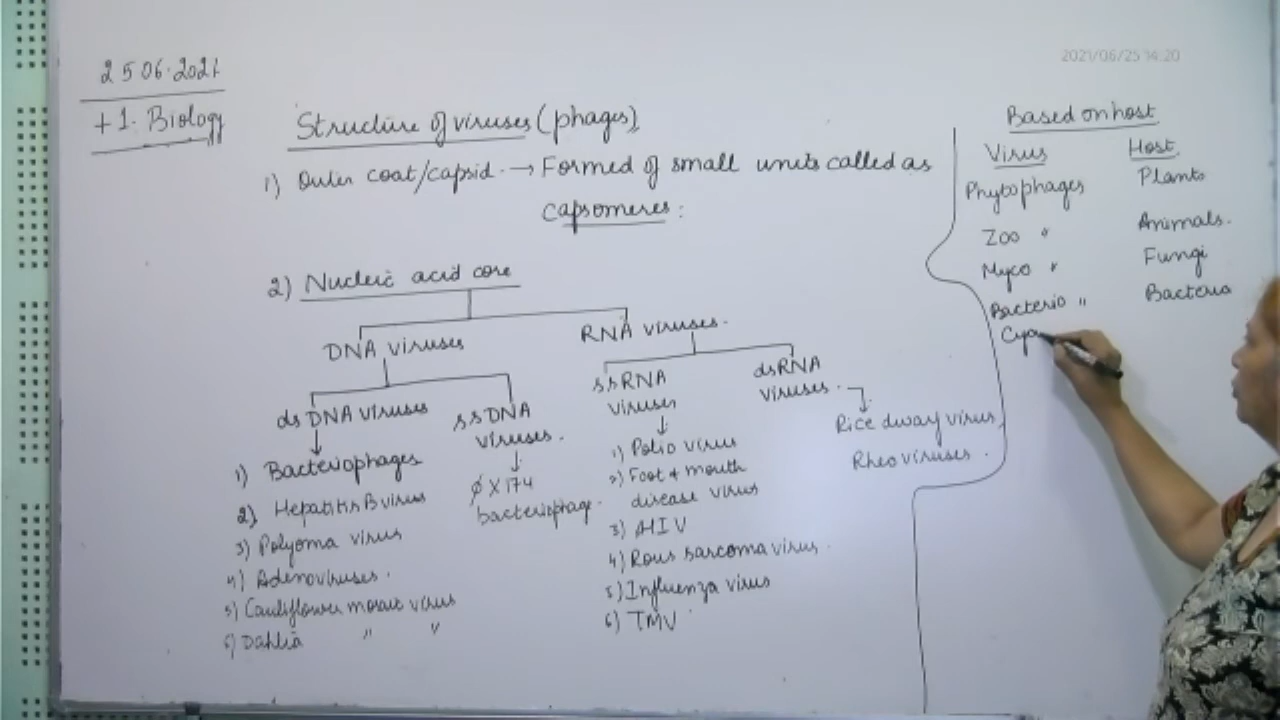 2021/06/25 14:20
25.06.2021
+1. Biology
Structure of viruses (phages)
1) Outer coat/capsid. → Formed of small units called as
capsomeres:
2) Nucleic acid core
DNA viruses
RNA viruses.
ds DNA viruses
ssDNA
viruses.
ssRNA
viruses
dsRNA
viruses.
1) Bacteriophages
2) Hepatitis B virus
3) Polyoma virus
4) Adenoviruses.
5) Cauliflower mosaic virus
6) Dahlia " "
φ X 174
bacteriophage.
1) Polio virus
2) Foot & mouth
disease virus
3) HIV
4) Rous sarcoma virus.
5) Influenza virus
6) TMV
Rice dwarf virus
Rheoviruses.
Based on host
Virus Host
Phytophages Plants
Zoo " Animals.
Myco " Fungi
Bacterio " Bacteria
Cya